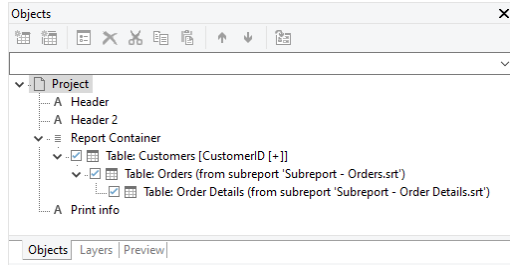 Objects
Project
Header
Header 2
Report Container
Table: Customers [CustomerID [+]]
Table: Orders (from subreport 'Subreport - Orders.srt')
Table: Order Details (from subreport 'Subreport - Order Details.srt')
Print info
Objects Layers Preview